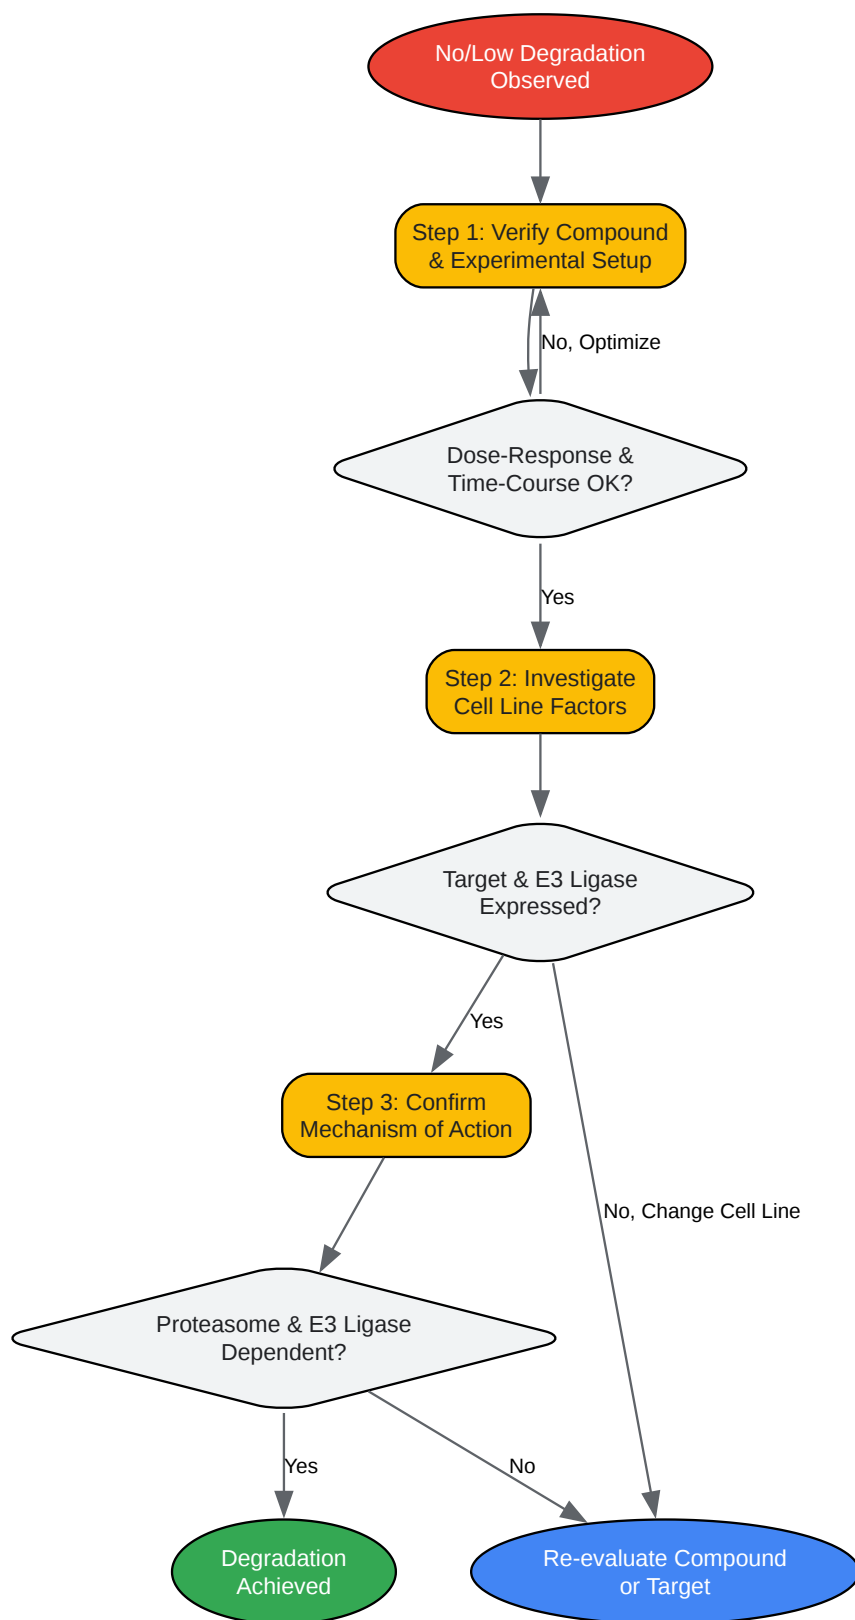 No/Low Degradation
Observed
Step 1: Verify Compound
& Experimental Setup
No, Optimize
Dose-Response &
Time-Course OK?
Yes
Step 2: Investigate
Cell Line Factors
Target & E3 Ligase
Expressed?
Yes
Step 3: Confirm
Mechanism of Action
No, Change Cell Line
Proteasome & E3 Ligase
Dependent?
Yes
No
Degradation
Achieved
Re-evaluate Compound
or Target